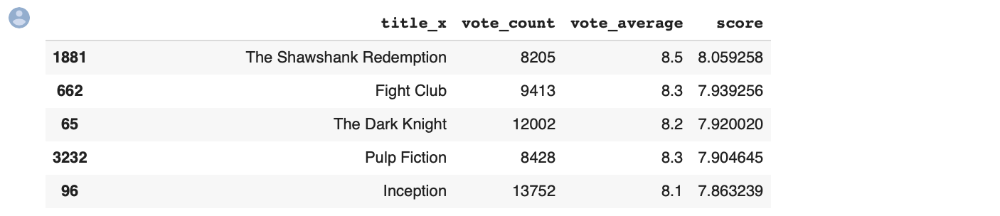 title_x vote_count vote_average score
1881 The Shawshank Redemption 8205 8.5 8.059258
662 Fight Club 9413 8.3 7.939256
65 The Dark Knight 12002 8.2 7.920020
3232 Pulp Fiction 8428 8.3 7.904645
96 Inception 13752 8.1 7.863239